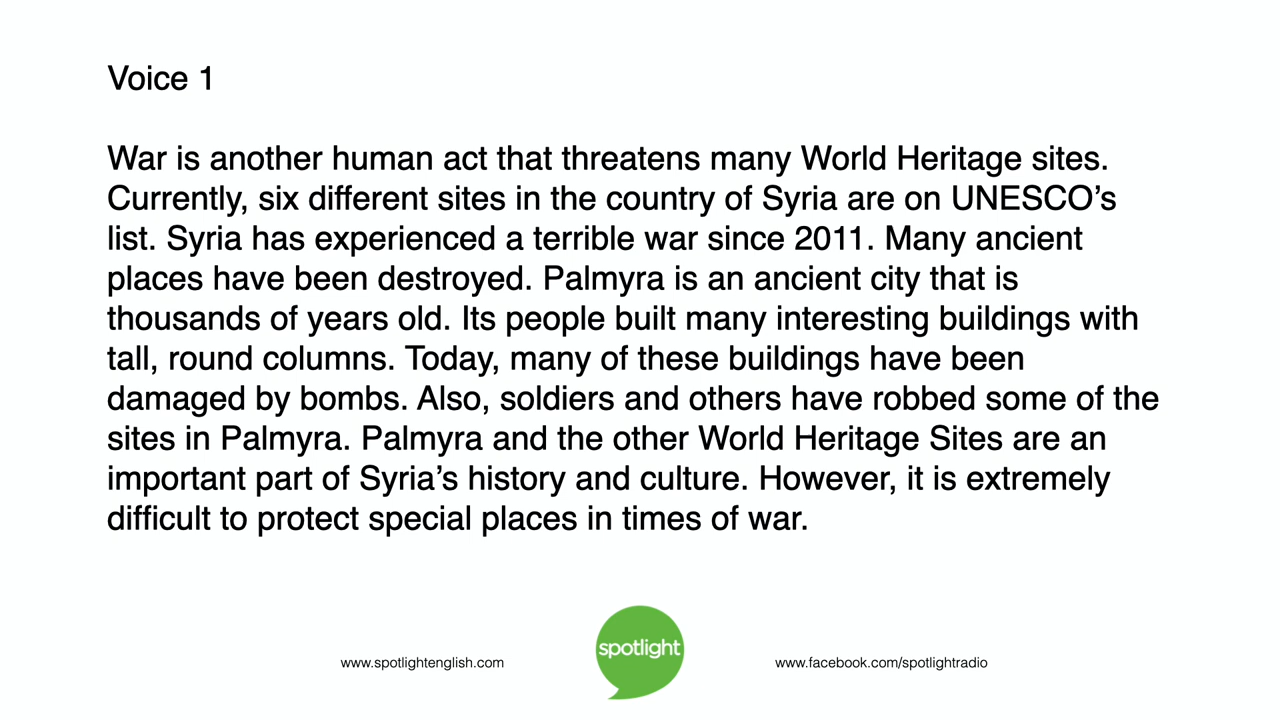 Voice 1
War is another human act that threatens many World Heritage sites.
Currently, six different sites in the country of Syria are on UNESCO’s
list. Syria has experienced a terrible war since 2011. Many ancient
places have been destroyed. Palmyra is an ancient city that is
thousands of years old. Its people built many interesting buildings with
tall, round columns. Today, many of these buildings have been
damaged by bombs. Also, soldiers and others have robbed some of the
sites in Palmyra. Palmyra and the other World Heritage Sites are an
important part of Syria’s history and culture. However, it is extremely
difficult to protect special places in times of war.
www.spotlightenglish.com
spotlight
www.facebook.com/spotlightradio